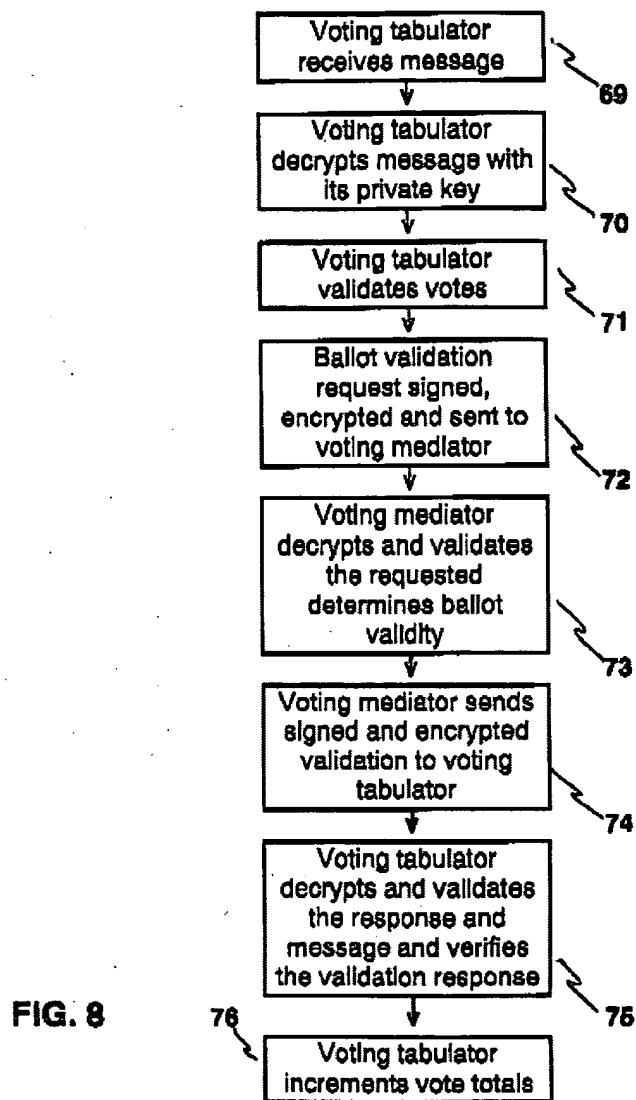 Voting tabulator
receives message
69
Voting tabulator
decrypts message with
its private key
70
Voting tabulator
validates votes
71
Ballot validation
request signed,
encrypted and sent to
voting mediator
72
Voting mediator
decrypts and validates
the requested
determines ballot
validity
73
Voting mediator sends
signed and encrypted
validation to voting
tabulator
74
Voting tabulator
decrypts and validates
the response and
message and verifies
the validation response
75
FIG. 8
76
Voting tabulator
increments vote totals